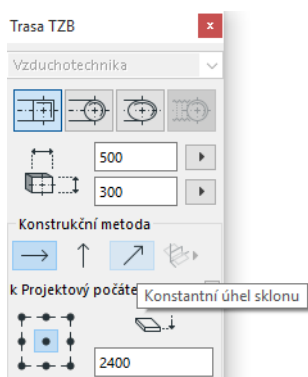 Trasa TZB
x
Vzduchotechnika
500
300
Konstrukční metoda
k Projektový počáte
Konstantní úhel sklonu
2400